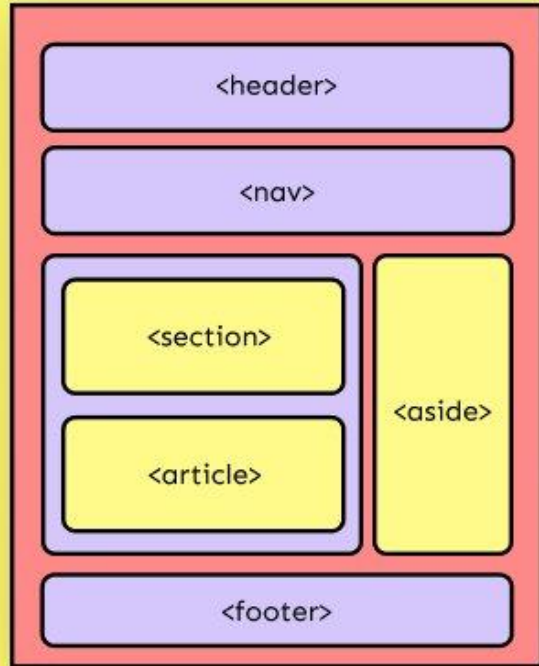 <header>
<nav>
<section>
<article>
<aside>
<footer>